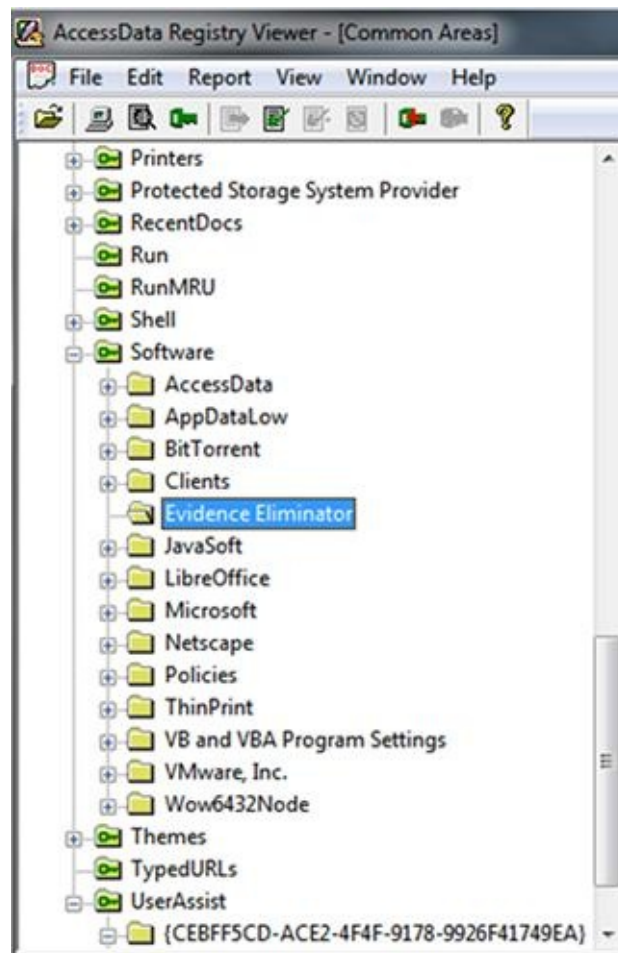 AccessData Registry Viewer - [Common Areas]
File Edit Report View Window Help
Printers
Protected Storage System Provider
RecentDocs
Run
RunMRU
Shell
Software
AccessData
AppDataLow
BitTorrent
Clients
Evidence Eliminator
JavaSoft
LibreOffice
Microsoft
Netscape
Policies
ThinPrint
VB and VBA Program Settings
VMware, Inc.
Wow6432Node
Themes
TypedURLs
UserAssist
{CEBFF5CD-ACE2-4F4F-9178-9926F41749EA}